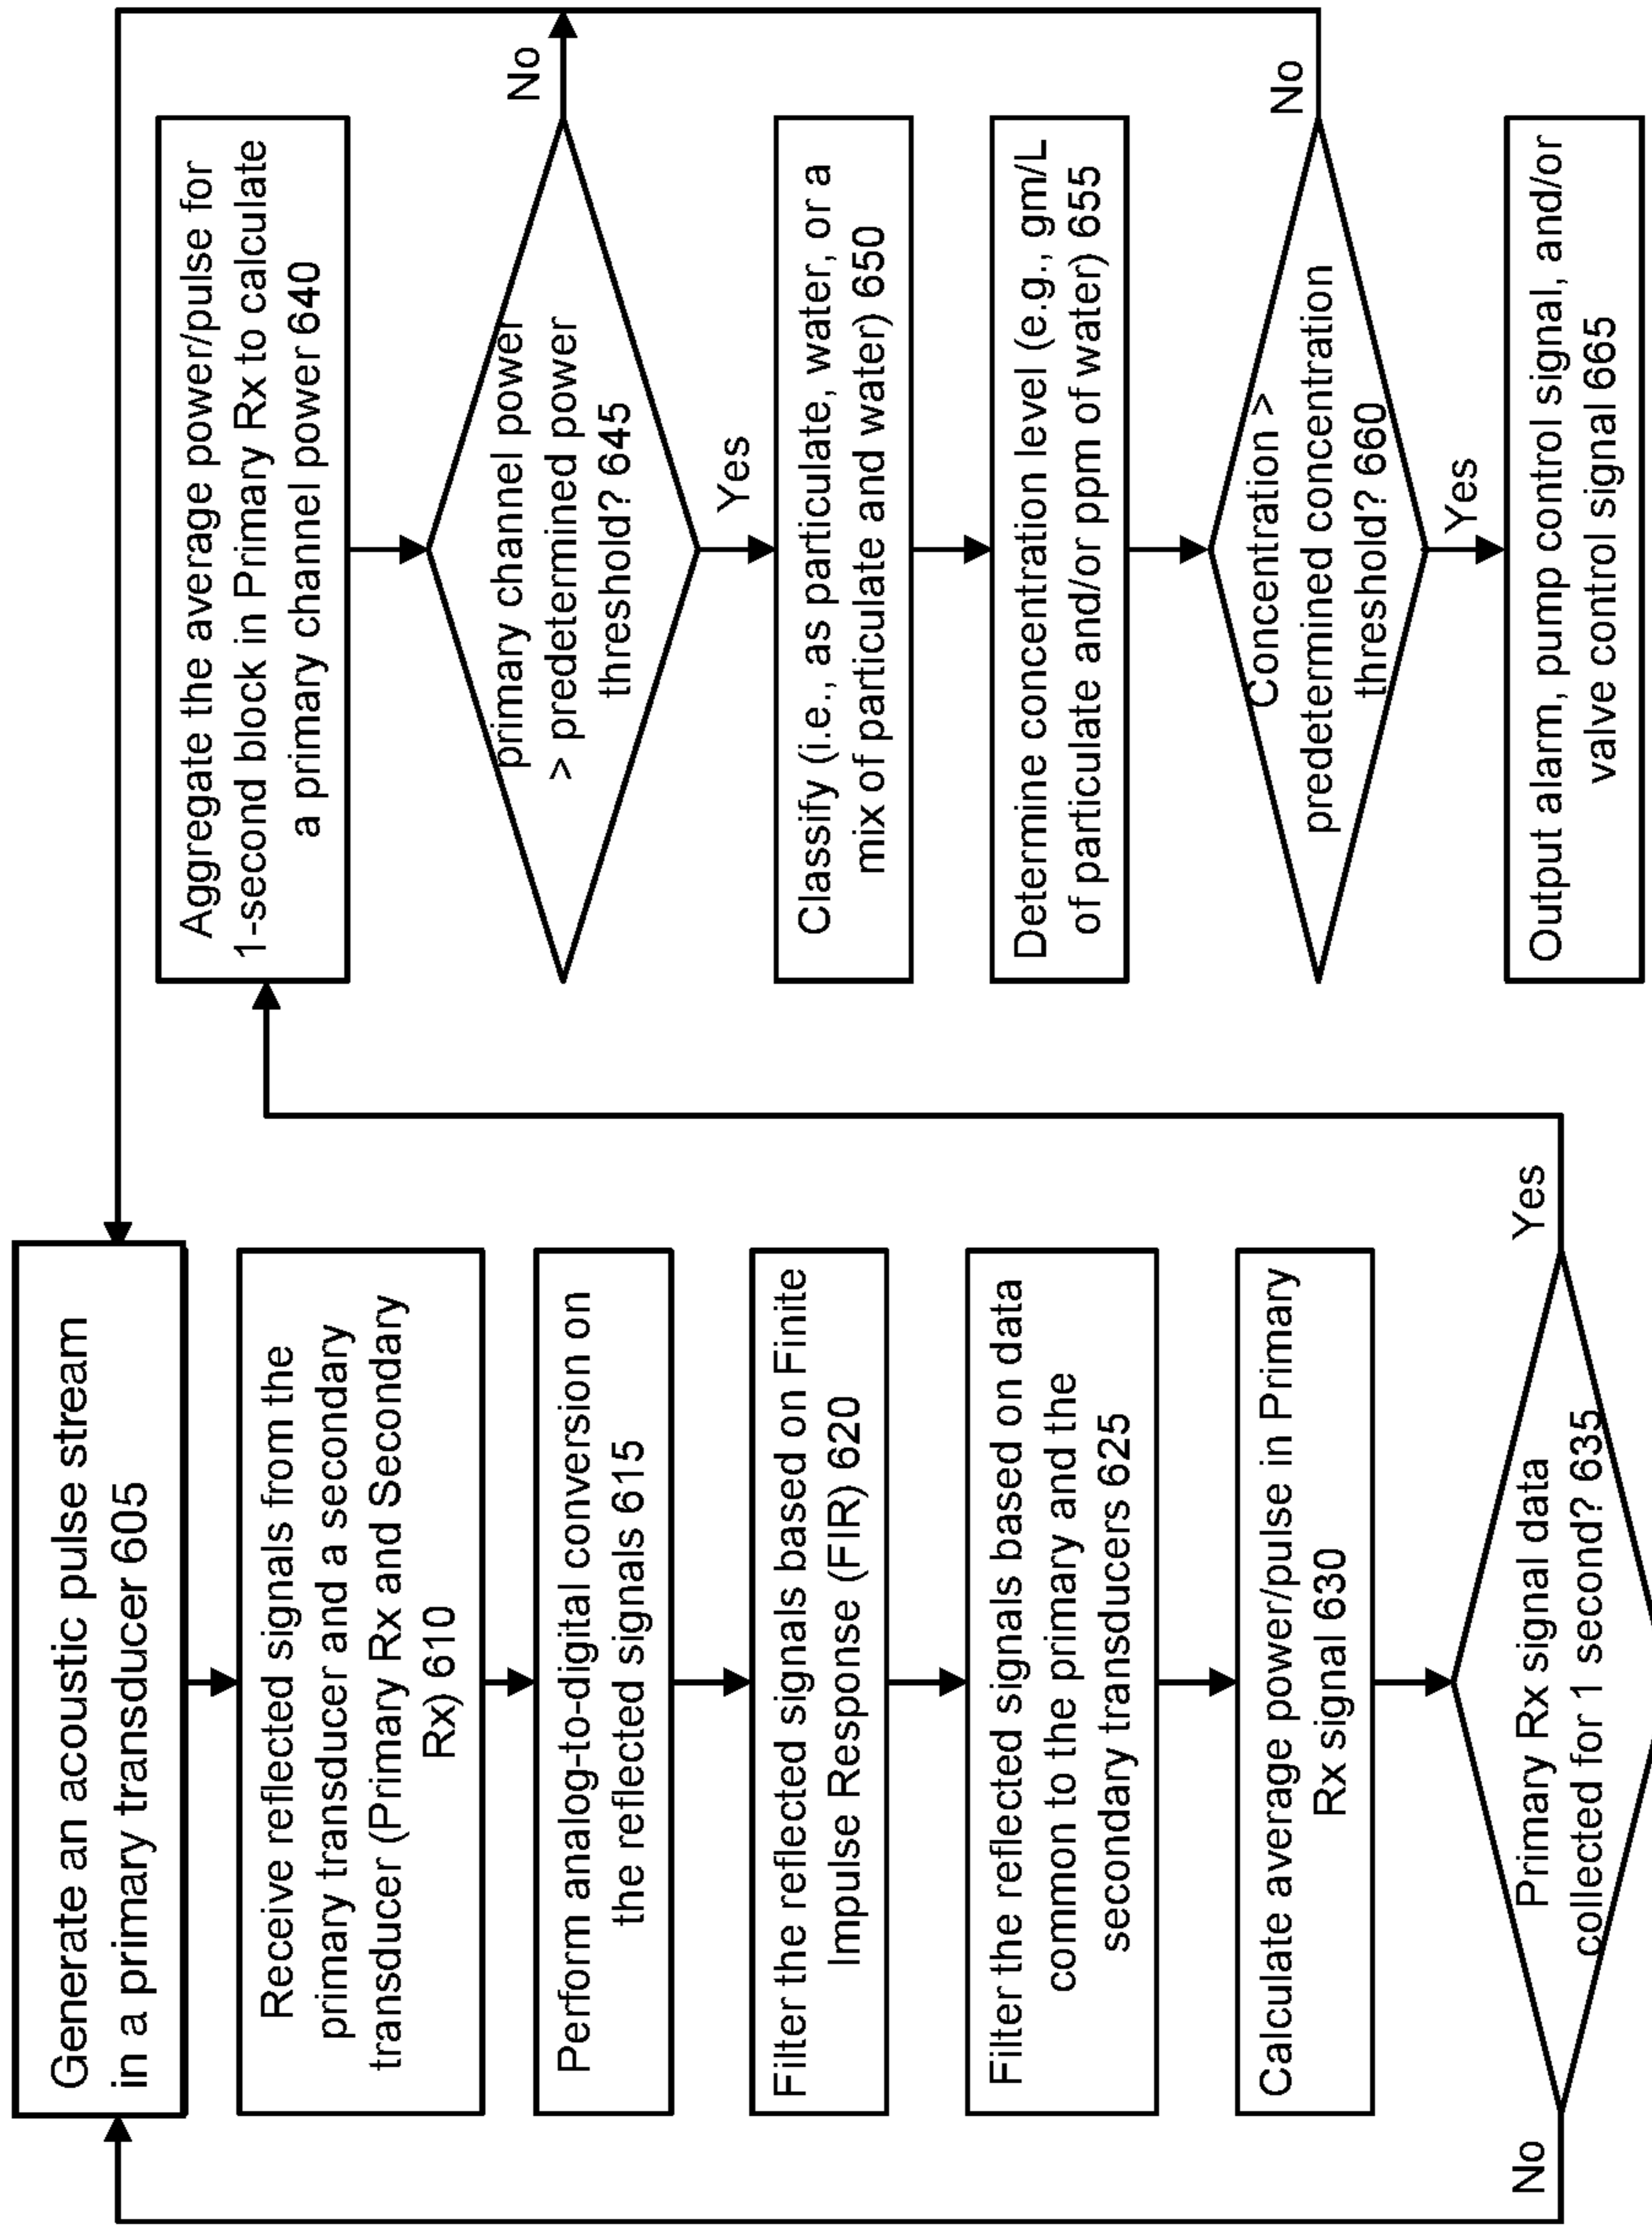 Generate an acoustic pulse stream
in a primary transducer 605
Receive reflected signals from the
primary transducer and a secondary
transducer (Primary Rx and Secondary
Rx) 610
Perform analog-to-digital conversion on
the reflected signals 615
Filter the reflected signals based on Finite
Impulse Response (FIR) 620
Filter the reflected signals based on data
common to the primary and the
secondary transducers 625
Calculate average power/pulse in Primary
Rx signal 630
Primary Rx signal data
collected for 1 second? 635
No
Yes
Aggregate the average power/pulse for
1-second block in Primary Rx to calculate
a primary channel power 640
primary channel power
> predetermined power
threshold? 645
No
Yes
Classify (i.e., as particulate, water, or a
mix of particulate and water) 650
Determine concentration level (e.g., gm/L
of particulate and/or ppm of water) 655
Concentration >
predetermined concentration
threshold? 660
No
Yes
Output alarm, pump control signal, and/or
valve control signal 665